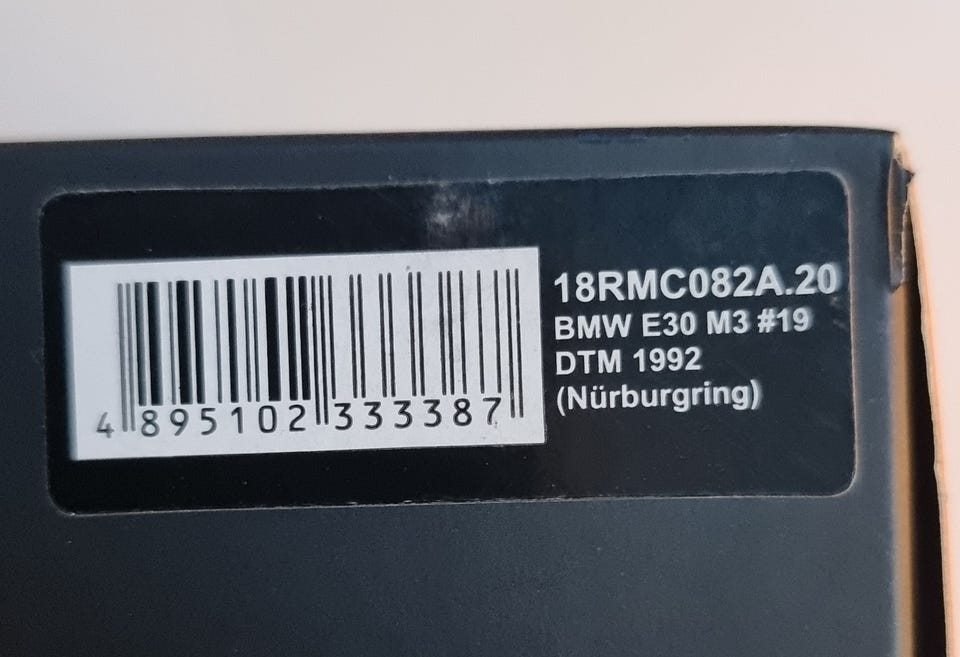 18RMC082A.20
BMW E30 M3 #19
DTM 1992
(Nürburgring)
4 895102 333387